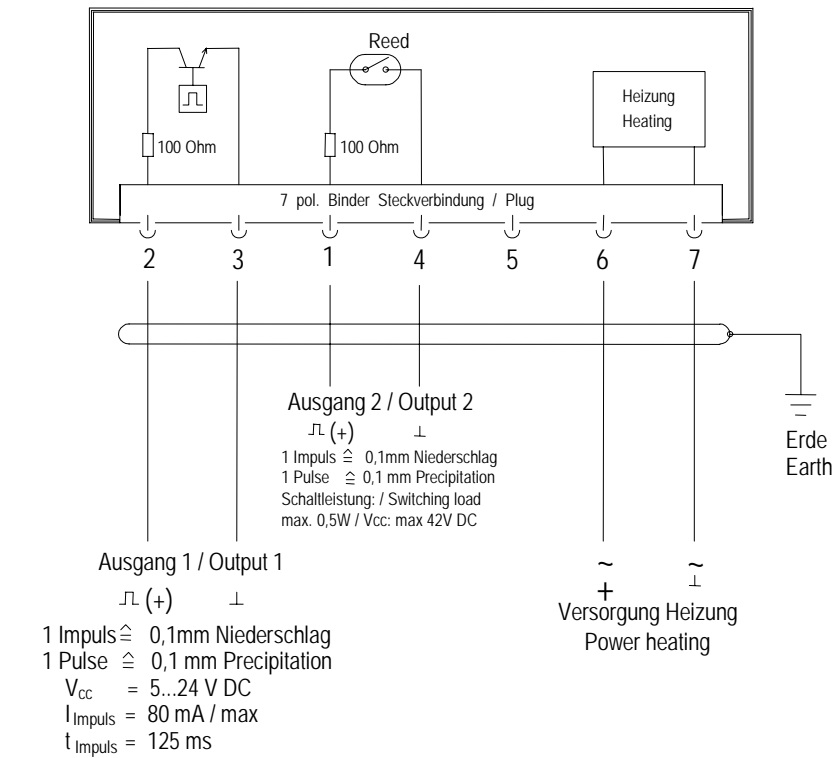 Reed
Heizung
Heating
100 Ohm
100 Ohm
7 pol. Binder Steckverbindung / Plug
2 3 1 4 5 6 7
Erde
Earth
Ausgang 2 / Output 2
⎍ (+) ⊥
1 Impuls ≙ 0,1mm Niederschlag
1 Pulse ≙ 0,1 mm Precipitation
Schaltleistung: / Switching load
max. 0,5W / Vcc: max 42V DC
Ausgang 1 / Output 1
⎍ (+) ⊥
1 Impuls ≙ 0,1mm Niederschlag
1 Pulse ≙ 0,1 mm Precipitation
Vcc = 5...24 V DC
I Impuls = 80 mA / max
t Impuls = 125 ms
~ ~
+ ⊥
Versorgung Heizung
Power heating